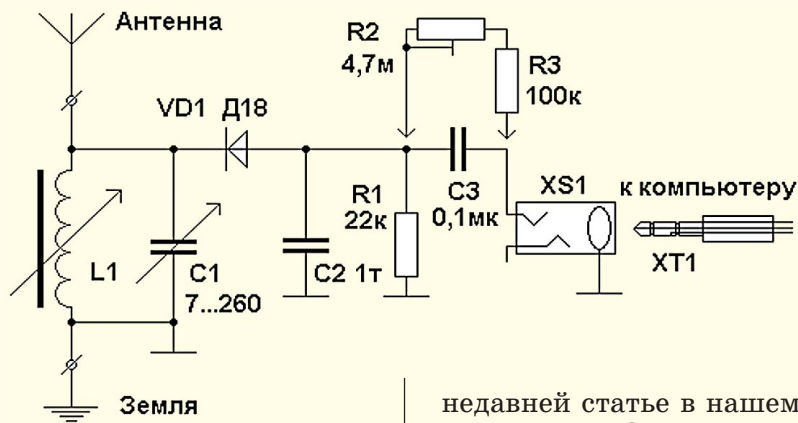 Антенна
R2
4,7м
R3
100к
VD1 Д18
R1
22к
C3
0,1мк
XS1
к компьютеру
XT1
L1
C1
7...260
C2 1т
Земля
недавней статье в нашем